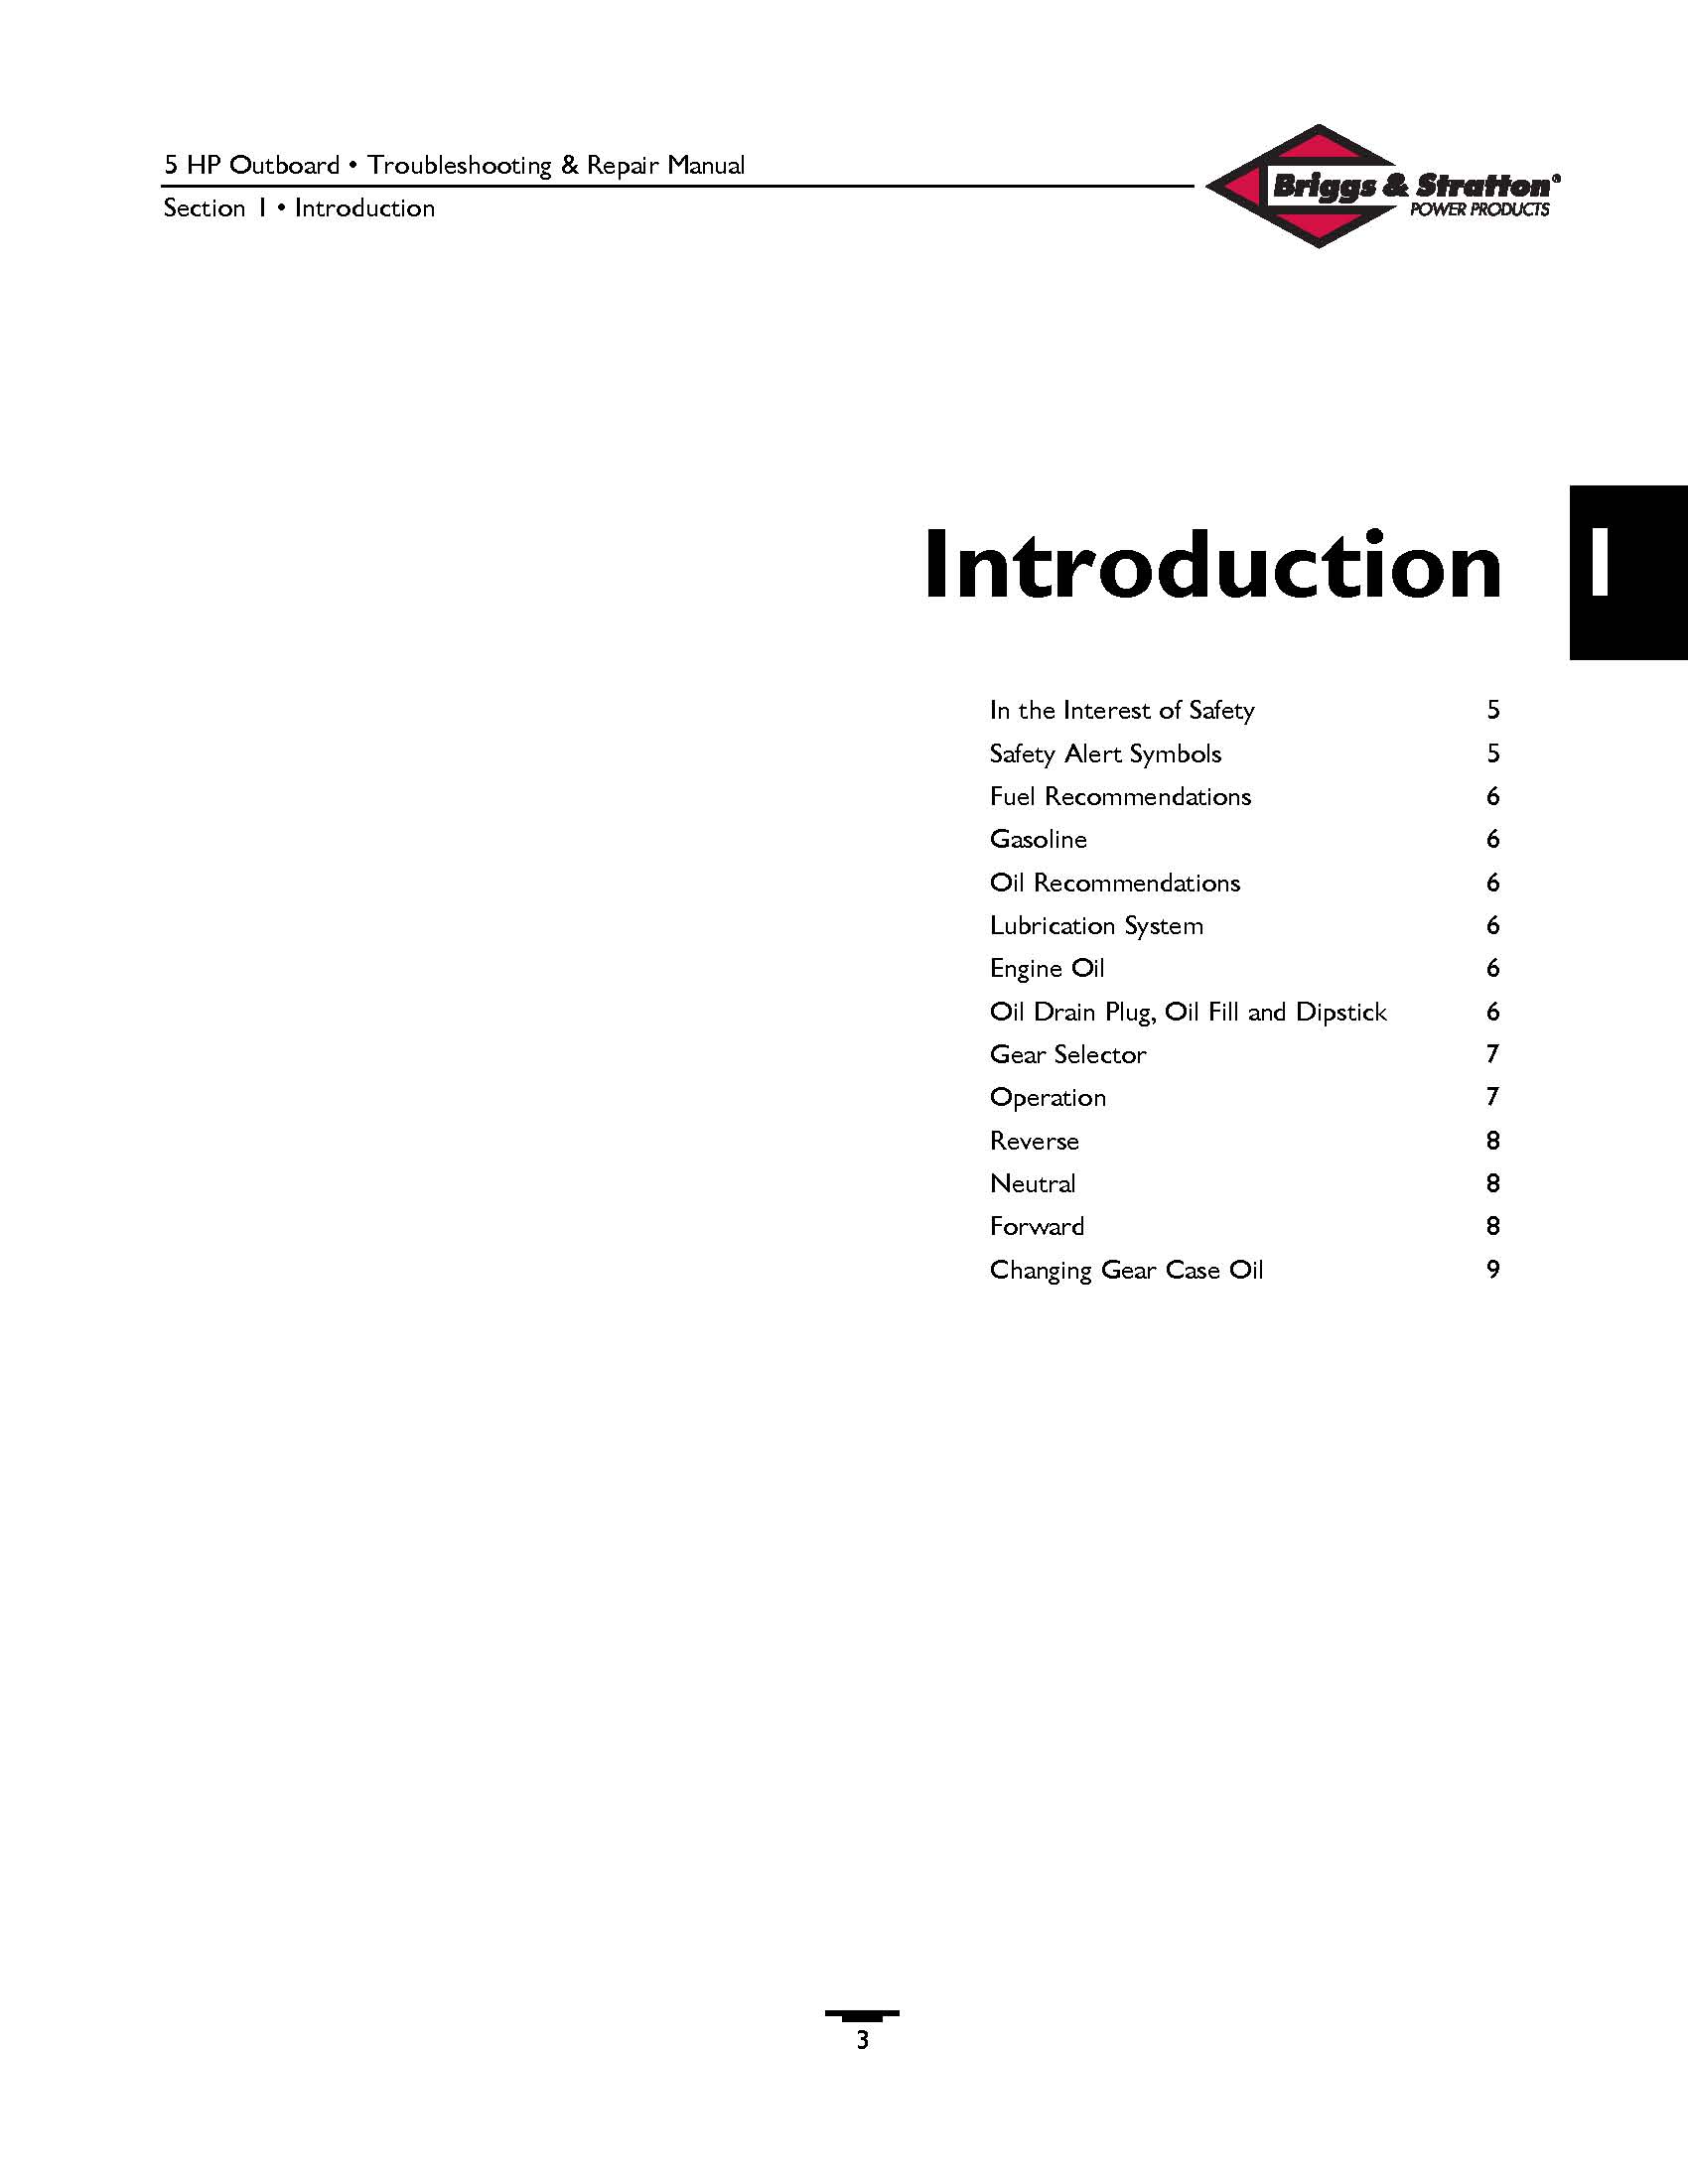 5 HP Outboard • Troubleshooting & Repair Manual
Section 1 • Introduction
Briggs & Stratton®
POWER PRODUCTS
Introduction
1
In the Interest of Safety 5
Safety Alert Symbols 5
Fuel Recommendations 6
Gasoline 6
Oil Recommendations 6
Lubrication System 6
Engine Oil 6
Oil Drain Plug, Oil Fill and Dipstick 6
Gear Selector 7
Operation 7
Reverse 8
Neutral 8
Forward 8
Changing Gear Case Oil 9
3